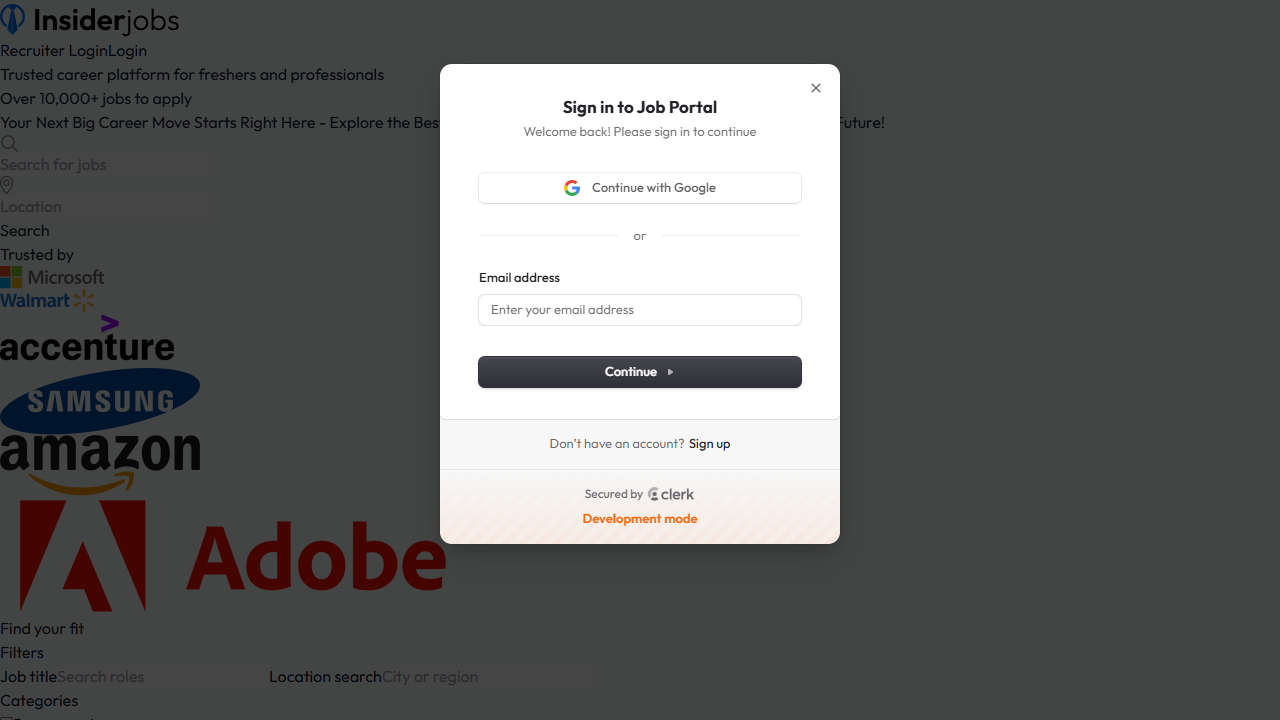 Insiderjobs
Recruiter LoginLogin
Trusted career platform for freshers and professionals
Over 10,000+ jobs to apply
Your Next Big Career Move Starts Right Here - Explore the Bes
Future!
Search for jobs
Location
Search
Trusted by
Microsoft
Walmart
accenture
SAMSUNG
amazon
Adobe
Find your fit
Filters
Job titleSearch roles Location searchCity or region
Categories
Sign in to Job Portal
Welcome back! Please sign in to continue
Continue with Google
or
Email address
Enter your email address
Continue
Don't have an account? Sign up
Secured by clerk
Development mode